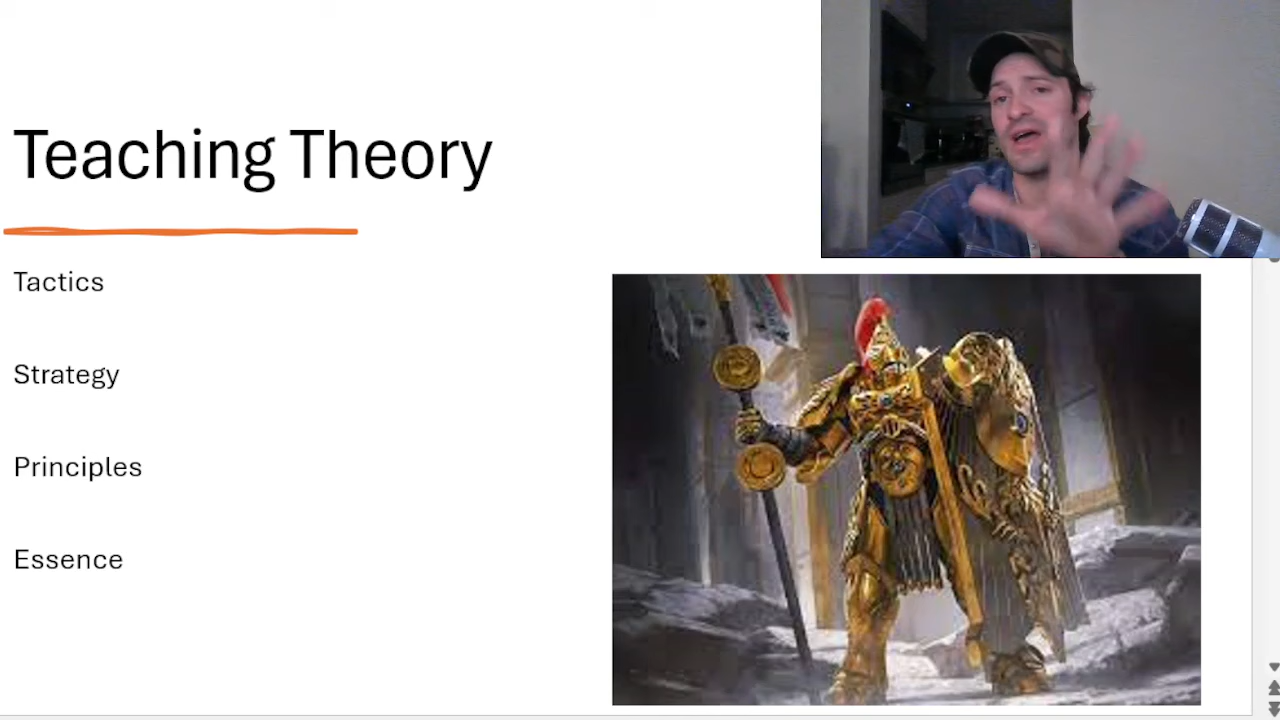 Teaching Theory
Tactics
Strategy
Principles
Essence